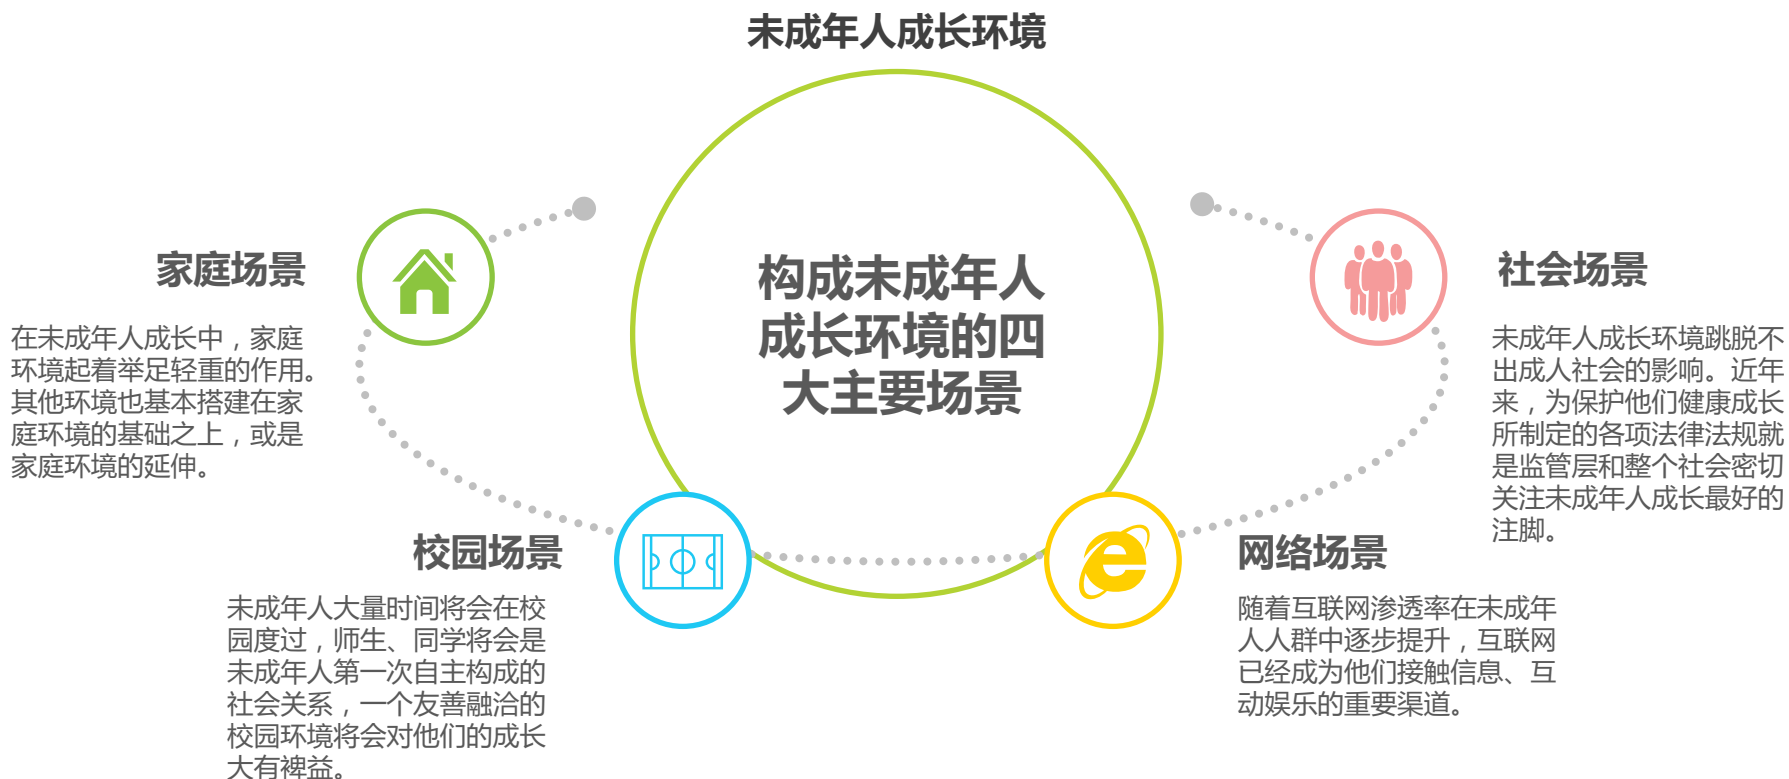 未成年人成长环境
构成未成年人
成长环境的四
大主要场景
家庭场景
在未成年人成长中，家庭
环境起着举足轻重的作用。
其他环境也基本搭建在家
庭环境的基础之上，或是
家庭环境的延伸。
校园场景
未成年人大量时间将会在校
园度过，师生、同学将会是
未成年人第一次自主构成的
社会关系，一个友善融洽的
校园环境将会对他们的成长
大有裨益。
网络场景
随着互联网渗透率在未成年
人人群中逐步提升，互联网
已经成为他们接触信息、互
动娱乐的重要渠道。
社会场景
未成年人成长环境跳脱不
出成人社会的影响。近年
来，为保护他们健康成长
所制定的各项法律法规就
是监管层和整个社会密切
关注未成年人成长最好的
注脚。